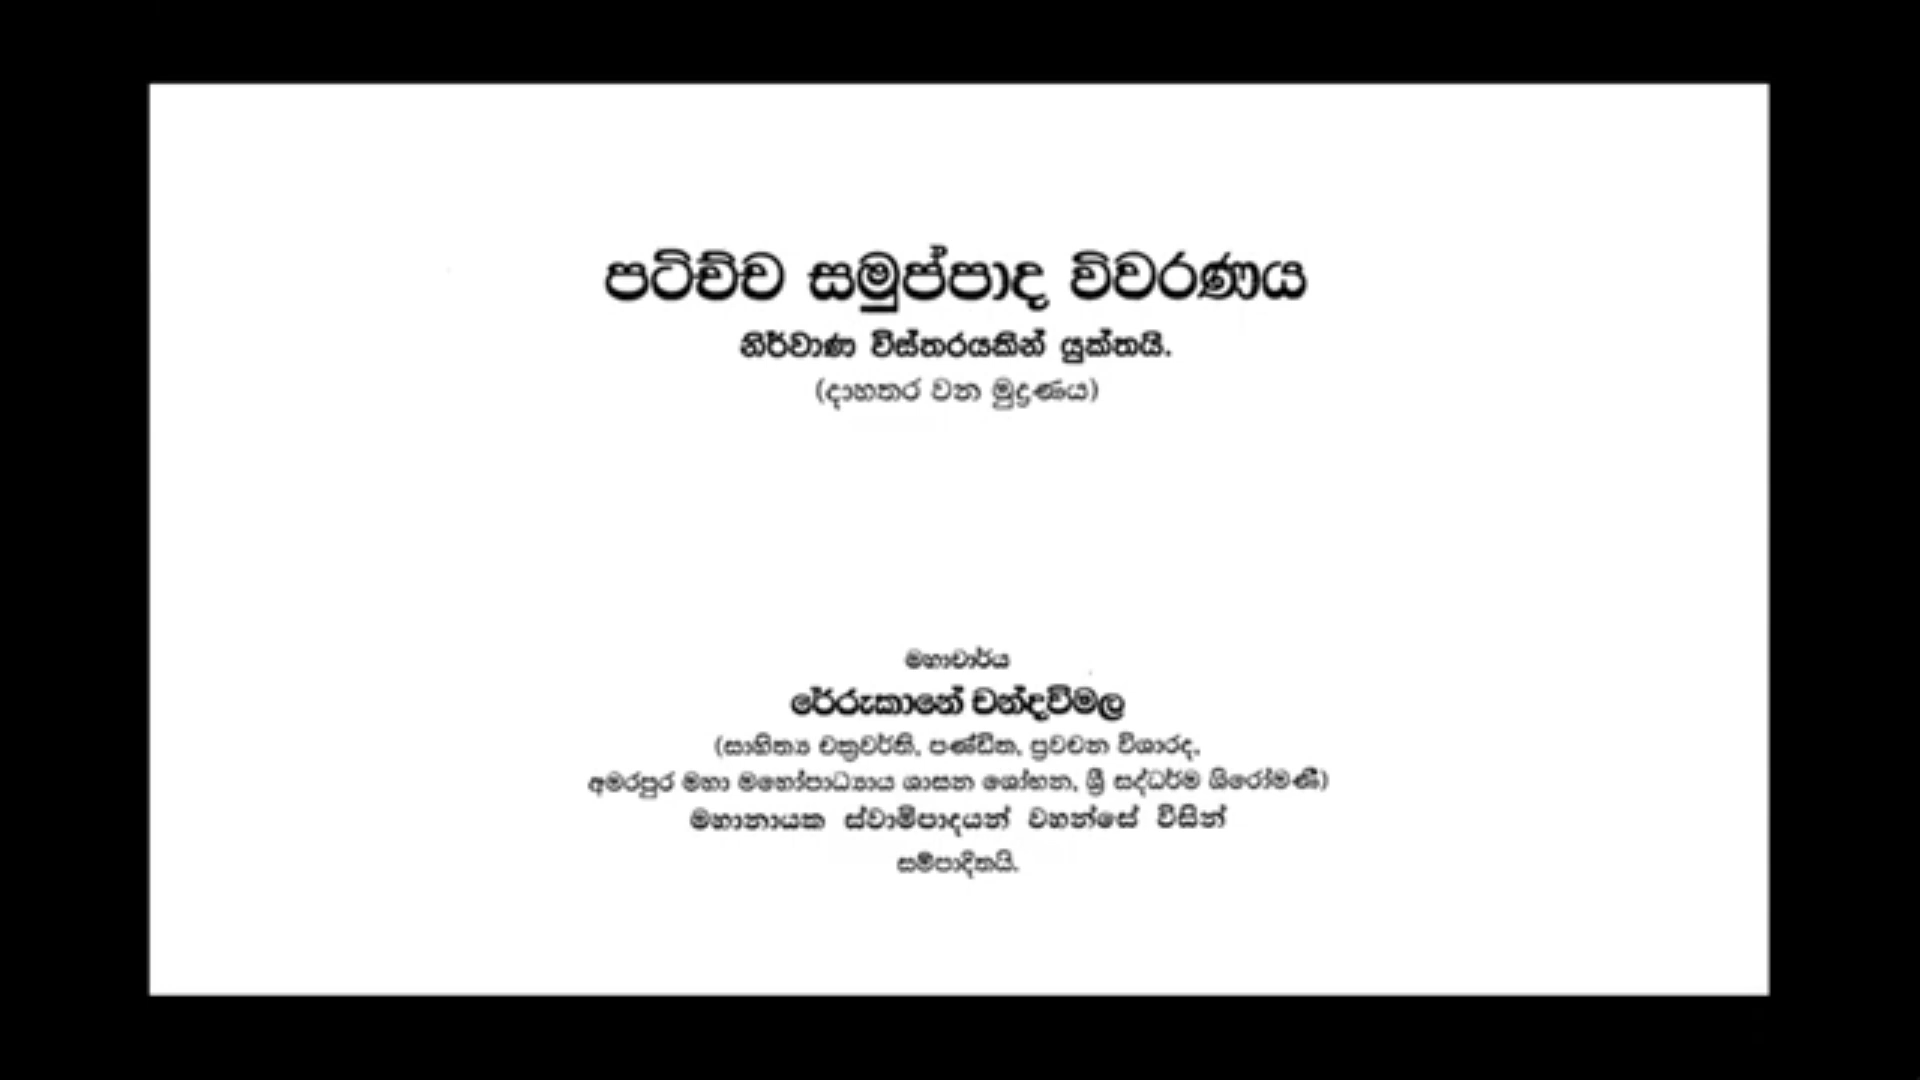 පටිච්ච සමුප්පාද විවරණය
නිර්වාණ විස්තරයකින් යුක්තයි.
(දාහතර වන මුද්‍රණය)
මහාචාර්ය
රේරුකානේ චන්දවිමල
(සාහිත්‍ය චක්‍රවර්ති, පණ්ඩිත, ප්‍රවචන විශාරද,
අමරපුර මහා මහෝපාධ්‍යාය ශාසන ශෝභන, ශ්‍රී සද්ධර්ම ශිරෝමණී)
මහානායක ස්වාමීපාදයන් වහන්සේ විසින්
සම්පාදිතයි.